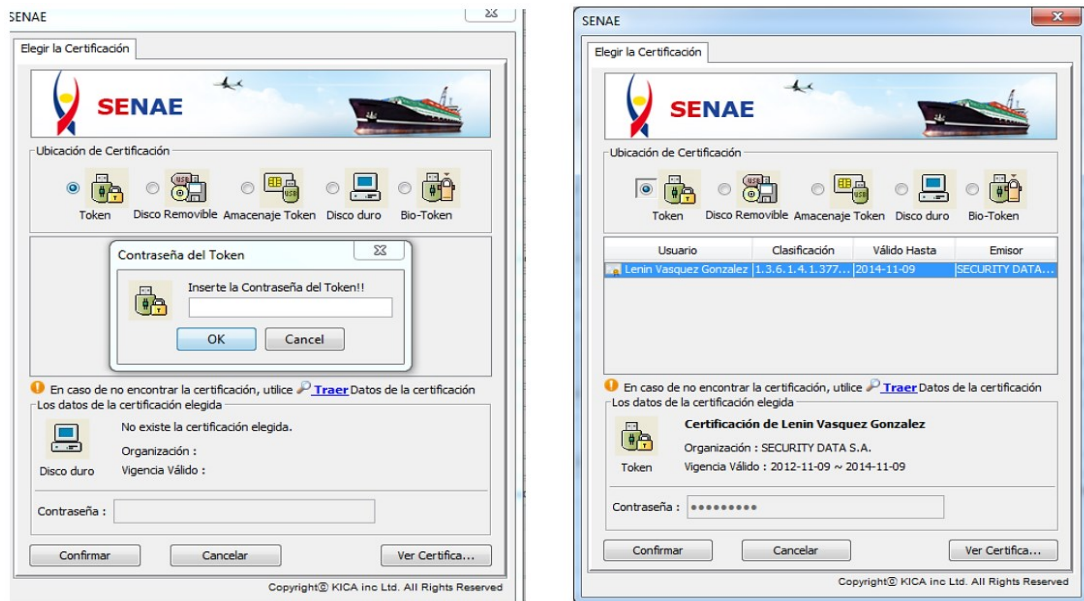 SENAE
Elegir la Certificación
SENAE
Ubicación de Certificación
Token Disco Removible Amacenaje Token Disco duro Bio-Token
Contraseña del Token
Inserte la Contraseña del Token!!
OK Cancel
En caso de no encontrar la certificación, utilice Traer Datos de la certificación
Los datos de la certificación elegida
No existe la certificación elegida.
Organización :
Disco duro Vigencia Válido :
Contraseña :
Confirmar Cancelar Ver Certifica...
Copyright© KICA inc Ltd. All Rights Reserved
SENAE
Elegir la Certificación
SENAE
Ubicación de Certificación
Token Disco Removible Amacenaje Token Disco duro Bio-Token
Usuario Clasificación Válido Hasta Emisor
Lenin Vasquez Gonzalez 1.3.6.1.4.1.377... 2014-11-09 SECURITY DATA...
En caso de no encontrar la certificación, utilice Traer Datos de la certificación
Los datos de la certificación elegida
Certificación de Lenin Vasquez Gonzalez
Organización : SECURITY DATA S.A.
Token Vigencia Válido : 2012-11-09 ~ 2014-11-09
Contraseña : •••••••••
Confirmar Cancelar Ver Certifica...
Copyright© KICA inc Ltd. All Rights Reserved